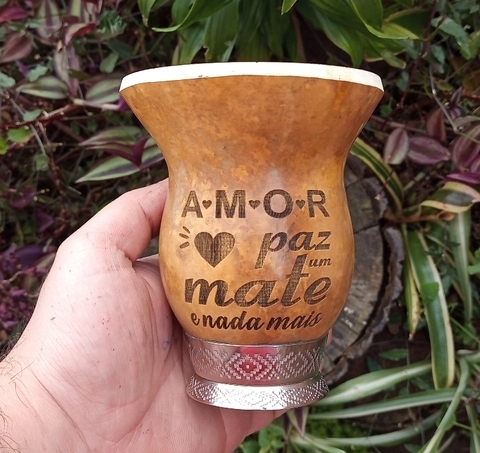 A♥M♥O♥R
paz
um
mate
e nada mais